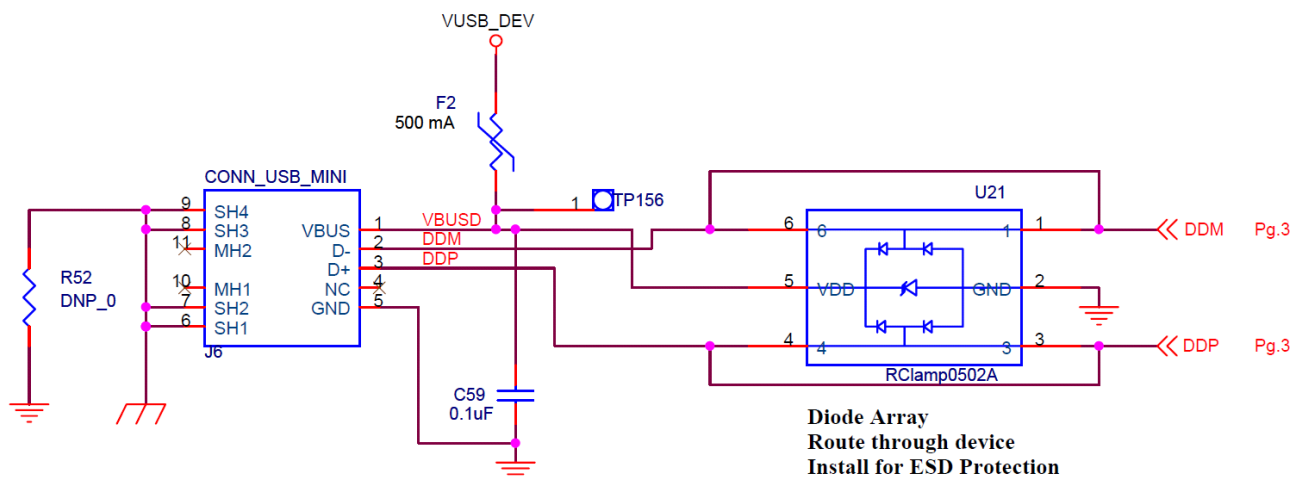 VUSB_DEV
F2
500 mA
CONN_USB_MINI
1
TP156
U21
9
SH4
8
SH3
11
MH2
VBUS
1
VBUSD
D-
2
DDM
D+
3
DDP
10
MH1
NC
4
7
SH2
GND
5
6
SH1
J6
R52
DNP_0
C59
0.1uF
6
6
1
1
DDM
Pg.3
5
VDD
GND
2
4
4
3
3
DDP
Pg.3
RClamp0502A
Diode Array
Route through device
Install for ESD Protection